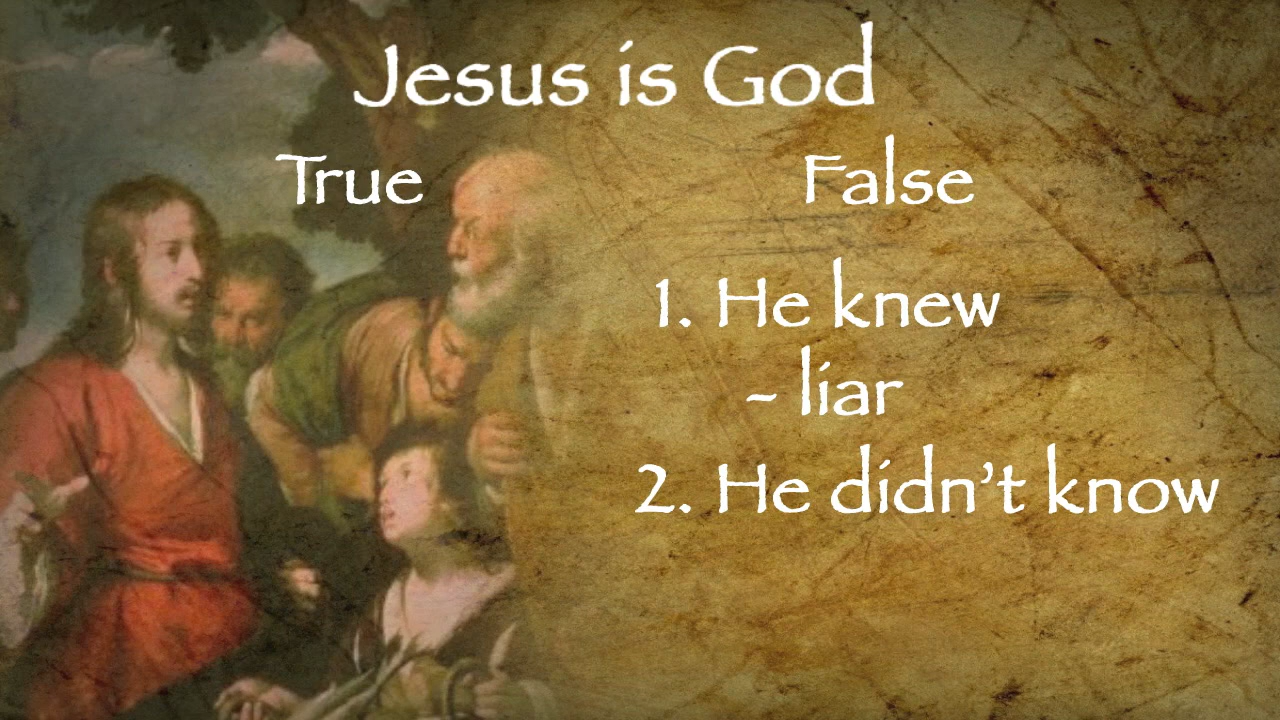 Jesus is God
True False
1. He knew
- liar
2. He didn't know